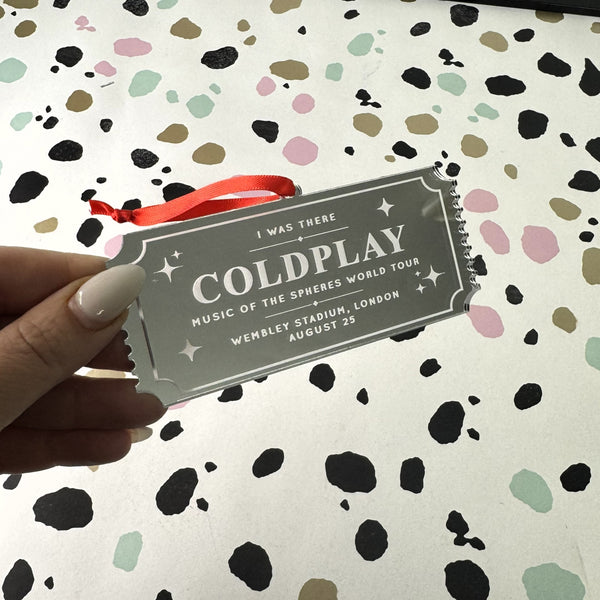 I WAS THERE
COLDPLAY
MUSIC OF THE SPHERES WORLD TOUR
WEMBLEY STADIUM, LONDON
AUGUST 25